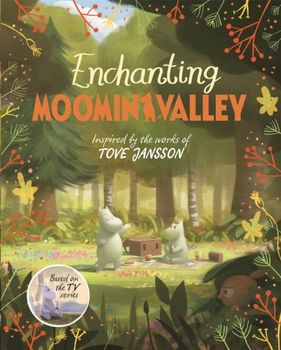 Enchanting
MOOMINVALLEY
Inspired by the works of
TOVE JANSSON
Based on
the TV
series